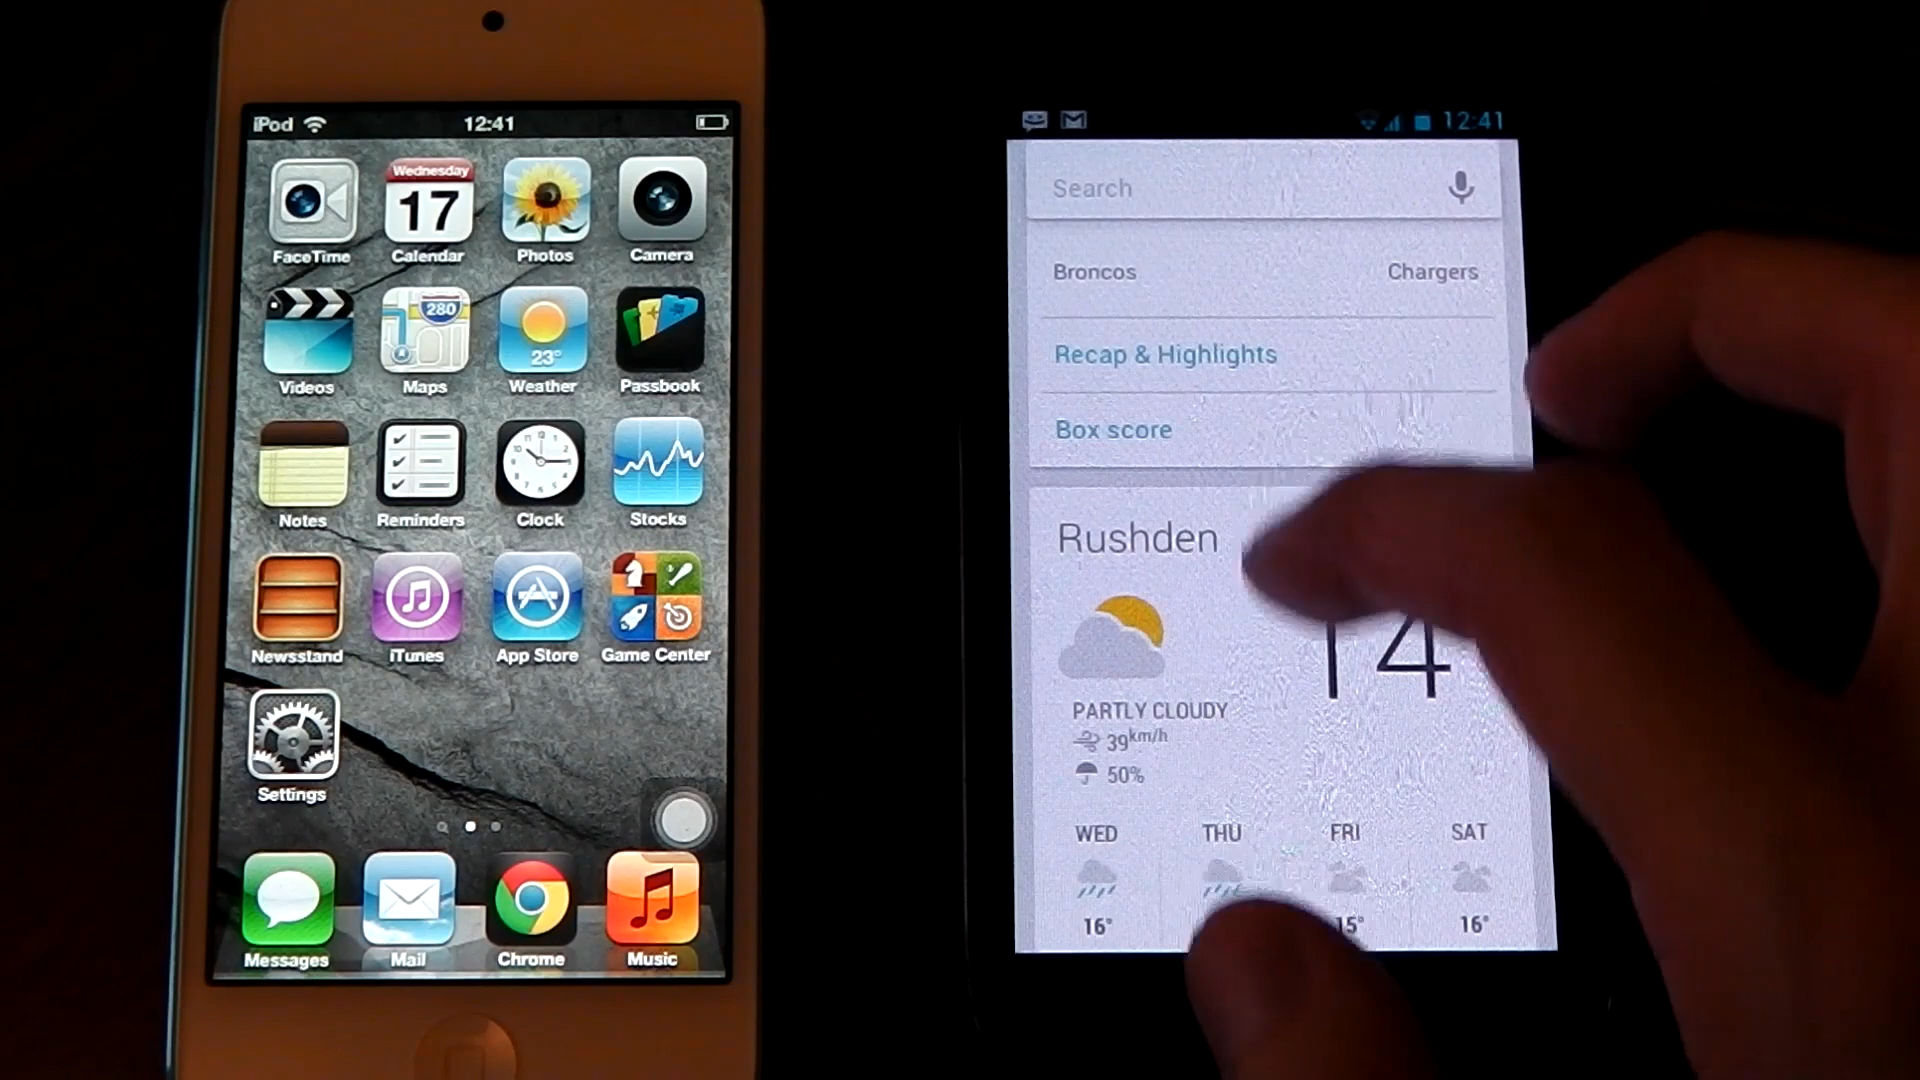 iPod 12:41
Wednesday
17
FaceTime Calendar Photos Camera
280
23°
Videos Maps Weather Passbook
Notes Reminders Clock Stocks
Newsstand iTunes App Store Game Center
Settings
Messages Mail Chrome Music
12:41
Search
Broncos Chargers
Recap & Highlights
Box score
Rushden
14
PARTLY CLOUDY
39km/h
50%
WED THU FRI SAT
16° 15° 16°